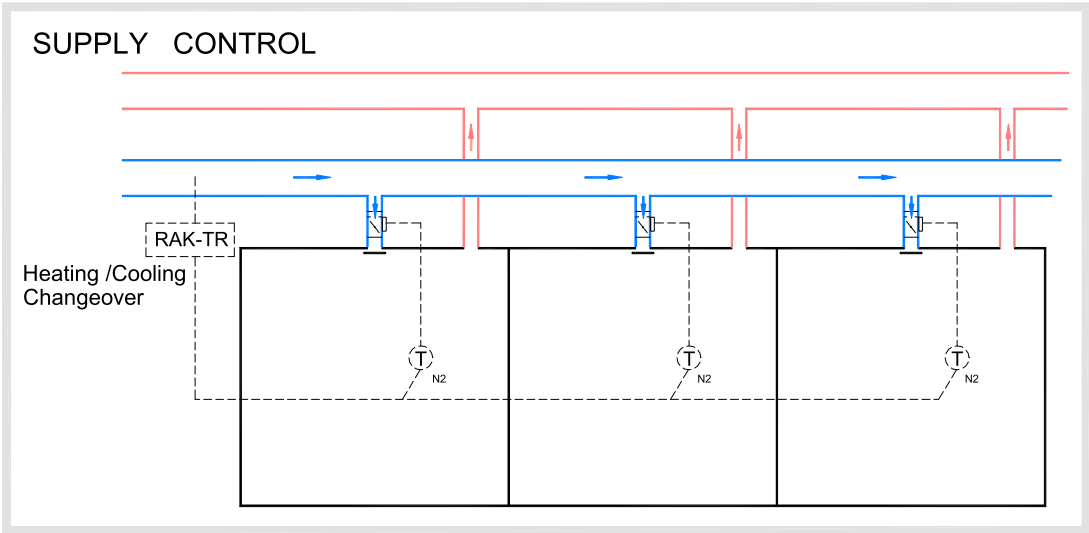 SUPPLY CONTROL
RAK-TR
Heating /Cooling
Changeover
T
N2
T
N2
T
N2